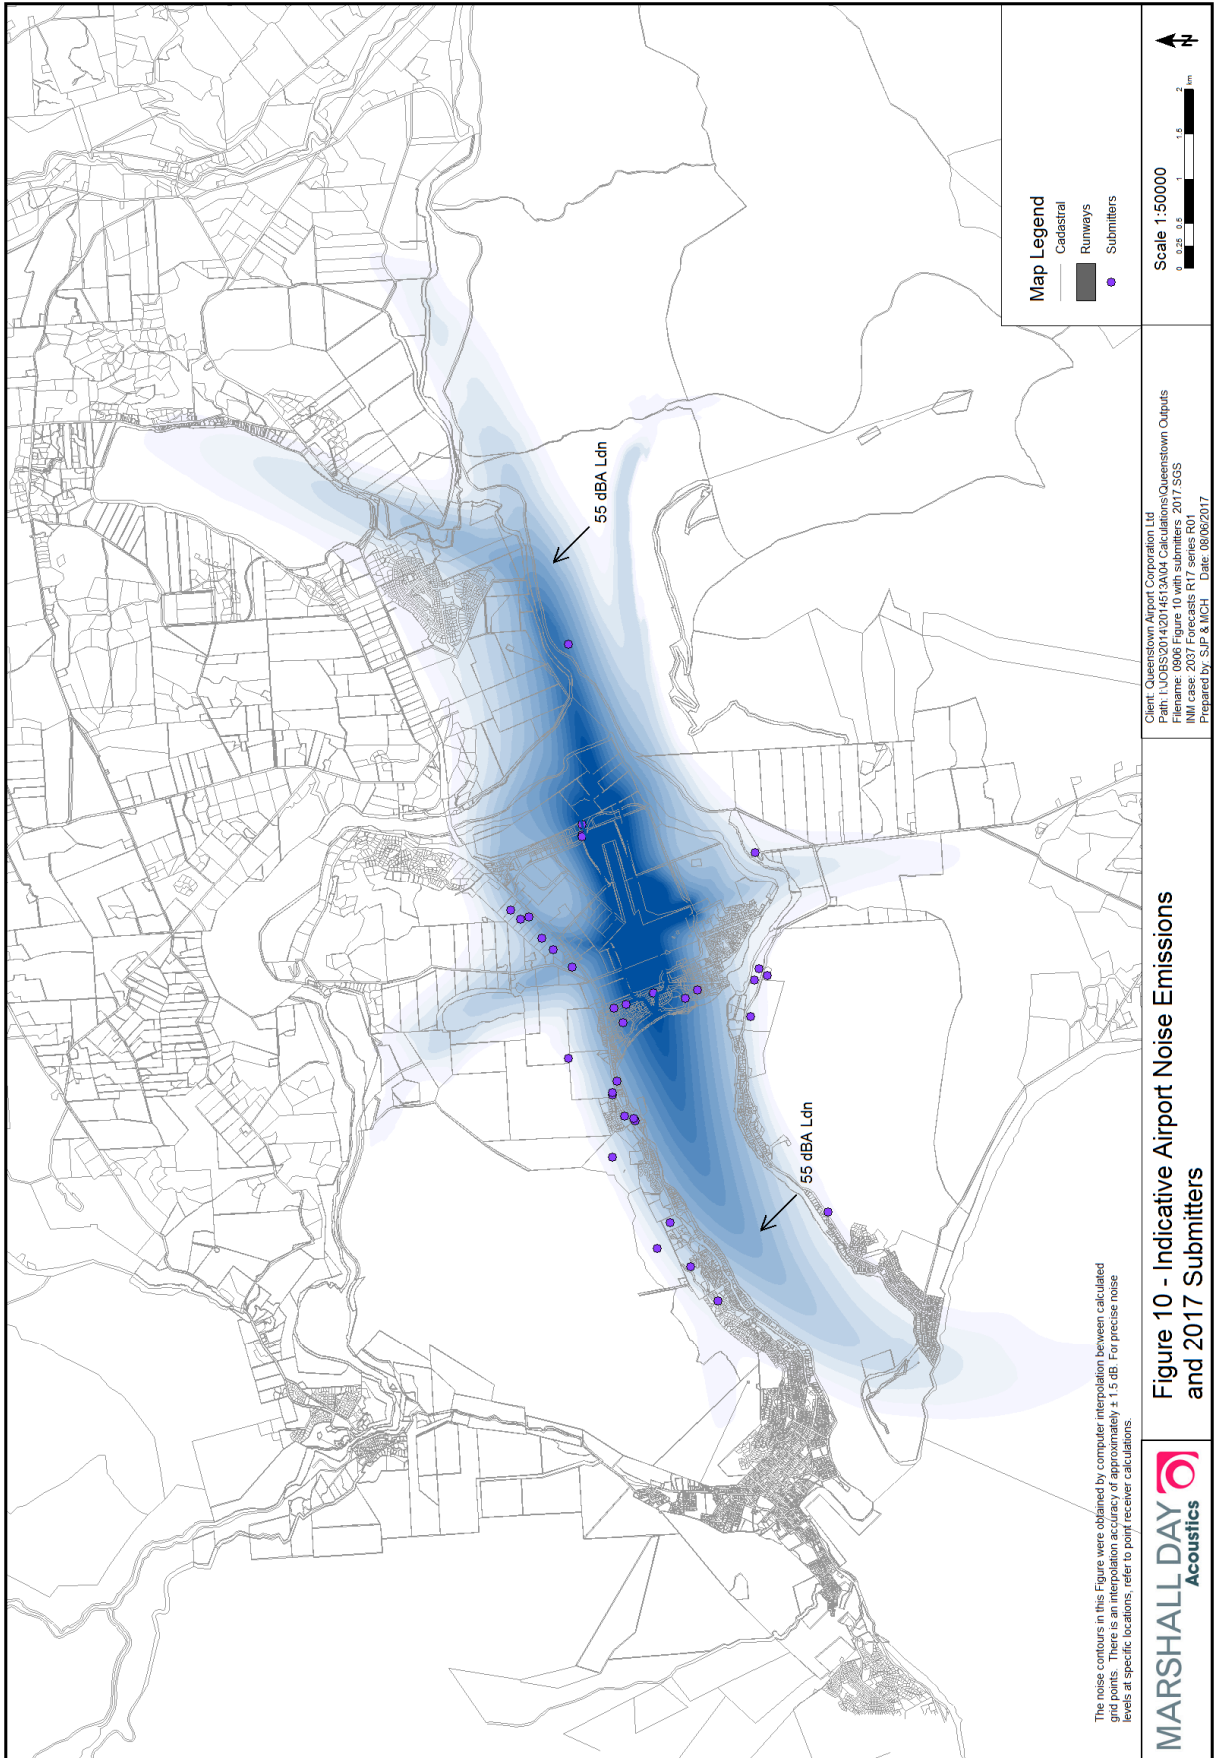 55 dBA Ldn
55 dBA Ldn
Map Legend
Cadastral
Runways
Submitters
The noise contours in this Figure were obtained by computer interpolation between calculated
grid points. There is an interpolation accuracy of approximately ± 1.5 dB. For precise noise
levels at specific locations, refer to point receiver calculations.
MARSHALL DAY
Acoustics
Figure 10 - Indicative Airport Noise Emissions
and 2017 Submitters
Client: Queenstown Airport Corporation Ltd
Path: I:\JOBS\2014\2014513A\04 Calculations\Queenstown Outputs
Filename: 0906 Figure 10 with submitters 2017.SGS
INM case: 2037 Forecasts R17 series R01
Prepared by: SJP & MCH Date: 08/06/2017
Scale 1:50000
0 0.25 0.5 1 1.5 2
km
N